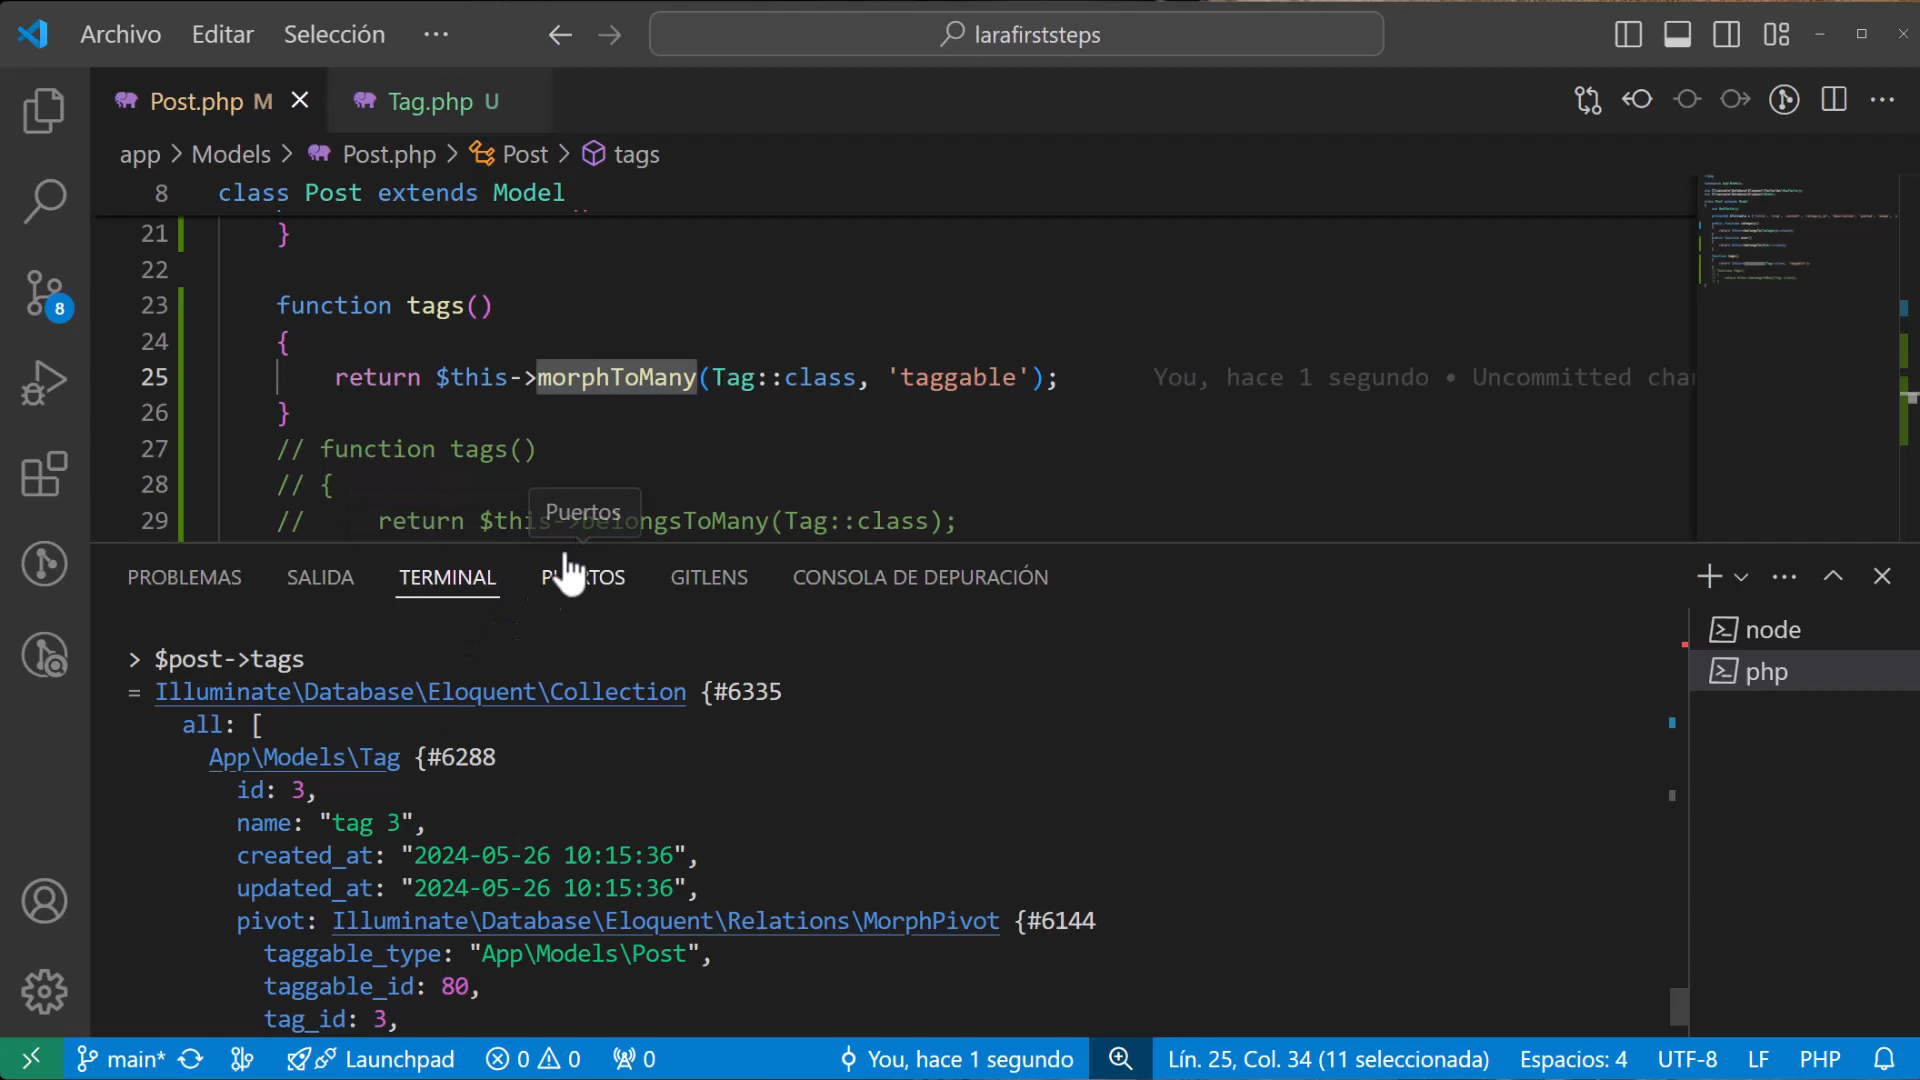 Archivo Editar Selección ··· larafirststeps
Post.php M Tag.php U
app > Models > Post.php > Post > tags
8 class Post extends Model
21 }
22
23 function tags()
24 {
25 return $this->morphToMany(Tag::class, 'taggable'); You, hace 1 segundo • Uncommitted chan
26 }
27 // function tags()
28 // {
29 // return $this->belongsToMany(Tag::class);
Puertos
PROBLEMAS SALIDA TERMINAL PUERTOS GITLENS CONSOLA DE DEPURACIÓN
> $post->tags
= Illuminate\Database\Eloquent\Collection {#6335
all: [
App\Models\Tag {#6288
id: 3,
name: "tag 3",
created_at: "2024-05-26 10:15:36",
updated_at: "2024-05-26 10:15:36",
pivot: Illuminate\Database\Eloquent\Relations\MorphPivot {#6144
taggable_type: "App\Models\Post",
taggable_id: 80,
tag_id: 3,
node
php
8
main* Launchpad 0 0 0 You, hace 1 segundo Lín. 25, Col. 34 (11 seleccionada) Espacios: 4 UTF-8 LF PHP